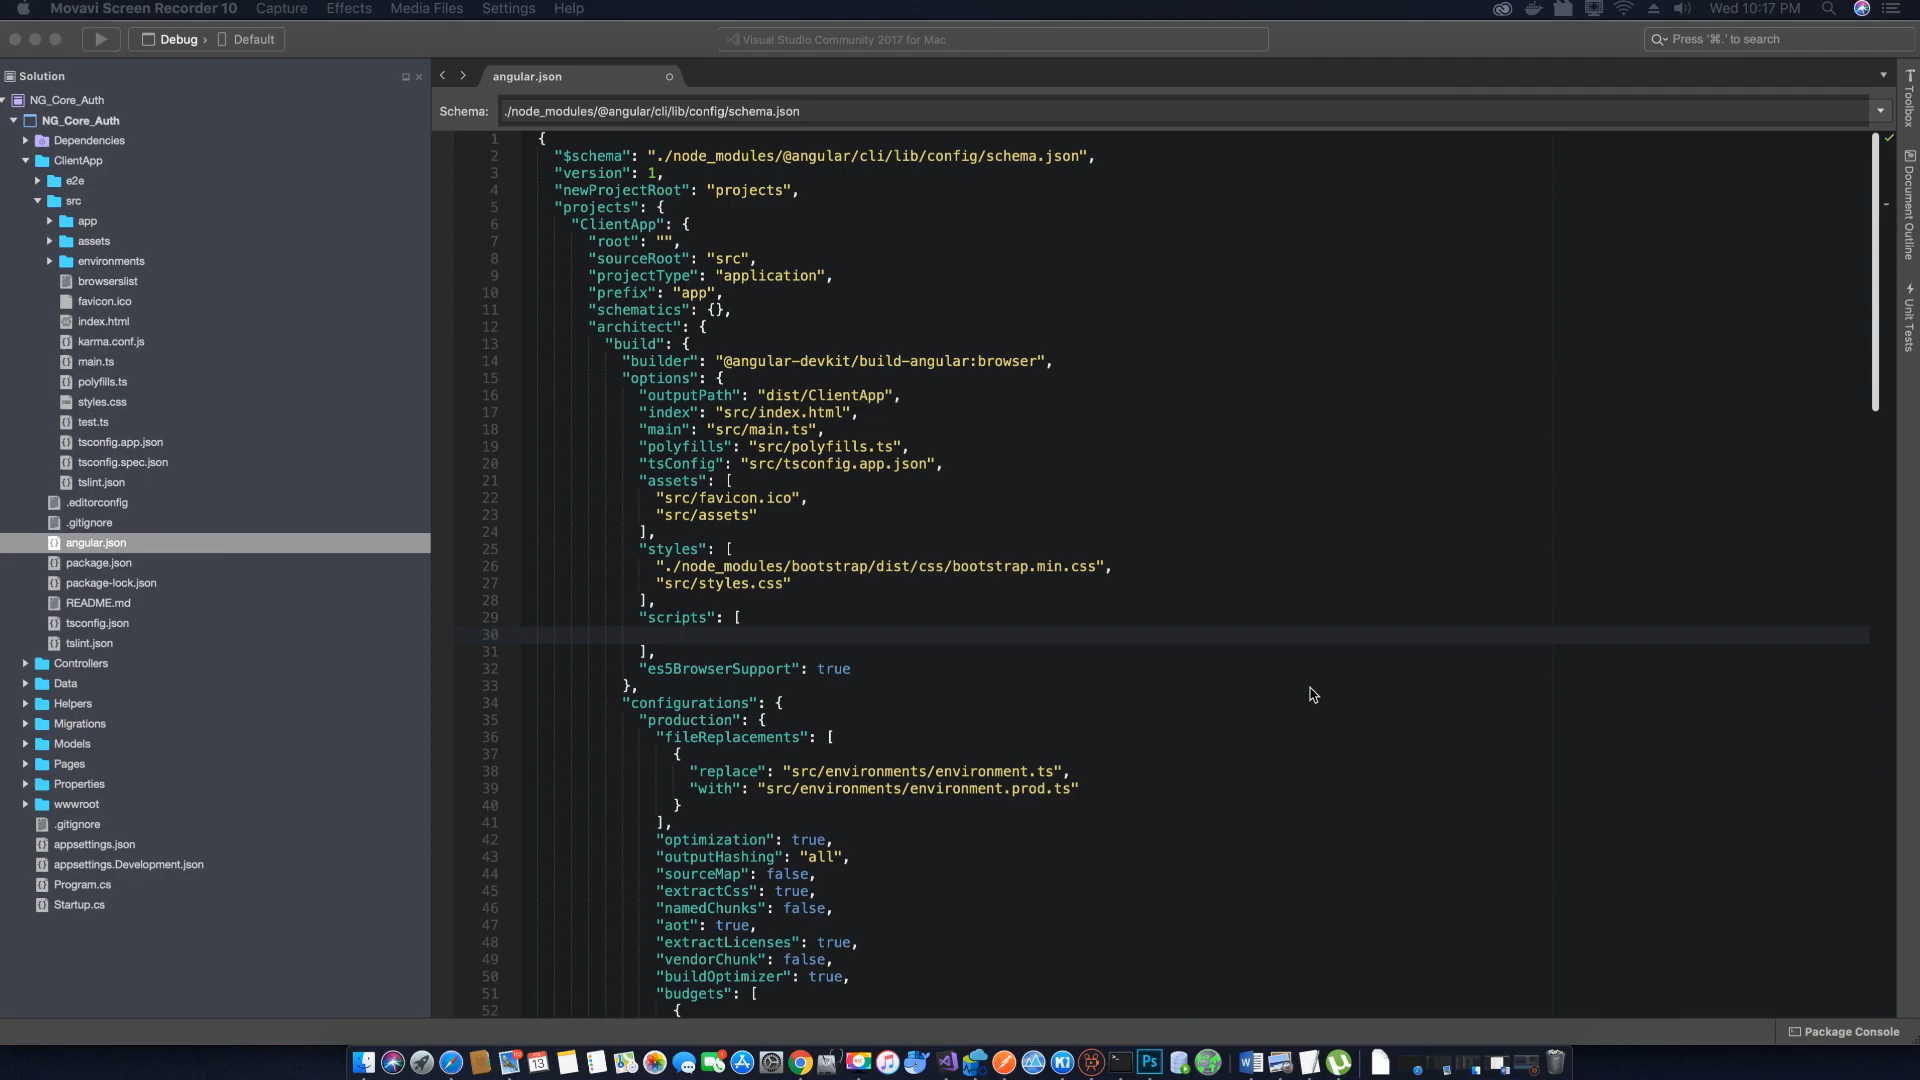 Movavi Screen Recorder 10 Capture Effects Media Files Settings Help Wed 10:17 PM
Debug › Default Visual Studio Community 2017 for Mac Press '⌘.' to search
Solution
NG_Core_Auth
NG_Core_Auth
Dependencies
ClientApp
e2e
src
app
assets
environments
browserslist
favicon.ico
index.html
karma.conf.js
main.ts
polyfills.ts
styles.css
test.ts
tsconfig.app.json
tsconfig.spec.json
tslint.json
.editorconfig
.gitignore
angular.json
package.json
package-lock.json
README.md
tsconfig.json
tslint.json
Controllers
Data
Helpers
Migrations
Models
Pages
Properties
wwwroot
.gitignore
appsettings.json
appsettings.Development.json
Program.cs
Startup.cs
angular.json
Schema: ./node_modules/@angular/cli/lib/config/schema.json
1 {
2 "$schema": "./node_modules/@angular/cli/lib/config/schema.json",
3 "version": 1,
4 "newProjectRoot": "projects",
5 "projects": {
6 "ClientApp": {
7 "root": "",
8 "sourceRoot": "src",
9 "projectType": "application",
10 "prefix": "app",
11 "schematics": {},
12 "architect": {
13 "build": {
14 "builder": "@angular-devkit/build-angular:browser",
15 "options": {
16 "outputPath": "dist/ClientApp",
17 "index": "src/index.html",
18 "main": "src/main.ts",
19 "polyfills": "src/polyfills.ts",
20 "tsConfig": "src/tsconfig.app.json",
21 "assets": [
22 "src/favicon.ico",
23 "src/assets"
24 ],
25 "styles": [
26 "./node_modules/bootstrap/dist/css/bootstrap.min.css",
27 "src/styles.css"
28 ],
29 "scripts": [
30
31 ],
32 "es5BrowserSupport": true
33 },
34 "configurations": {
35 "production": {
36 "fileReplacements": [
37 {
38 "replace": "src/environments/environment.ts",
39 "with": "src/environments/environment.prod.ts"
40 }
41 ],
42 "optimization": true,
43 "outputHashing": "all",
44 "sourceMap": false,
45 "extractCss": true,
46 "namedChunks": false,
47 "aot": true,
48 "extractLicenses": true,
49 "vendorChunk": false,
50 "buildOptimizer": true,
51 "budgets": [
52 {
Toolbox
Document Outline
Unit Tests
Package Console
13
Ps